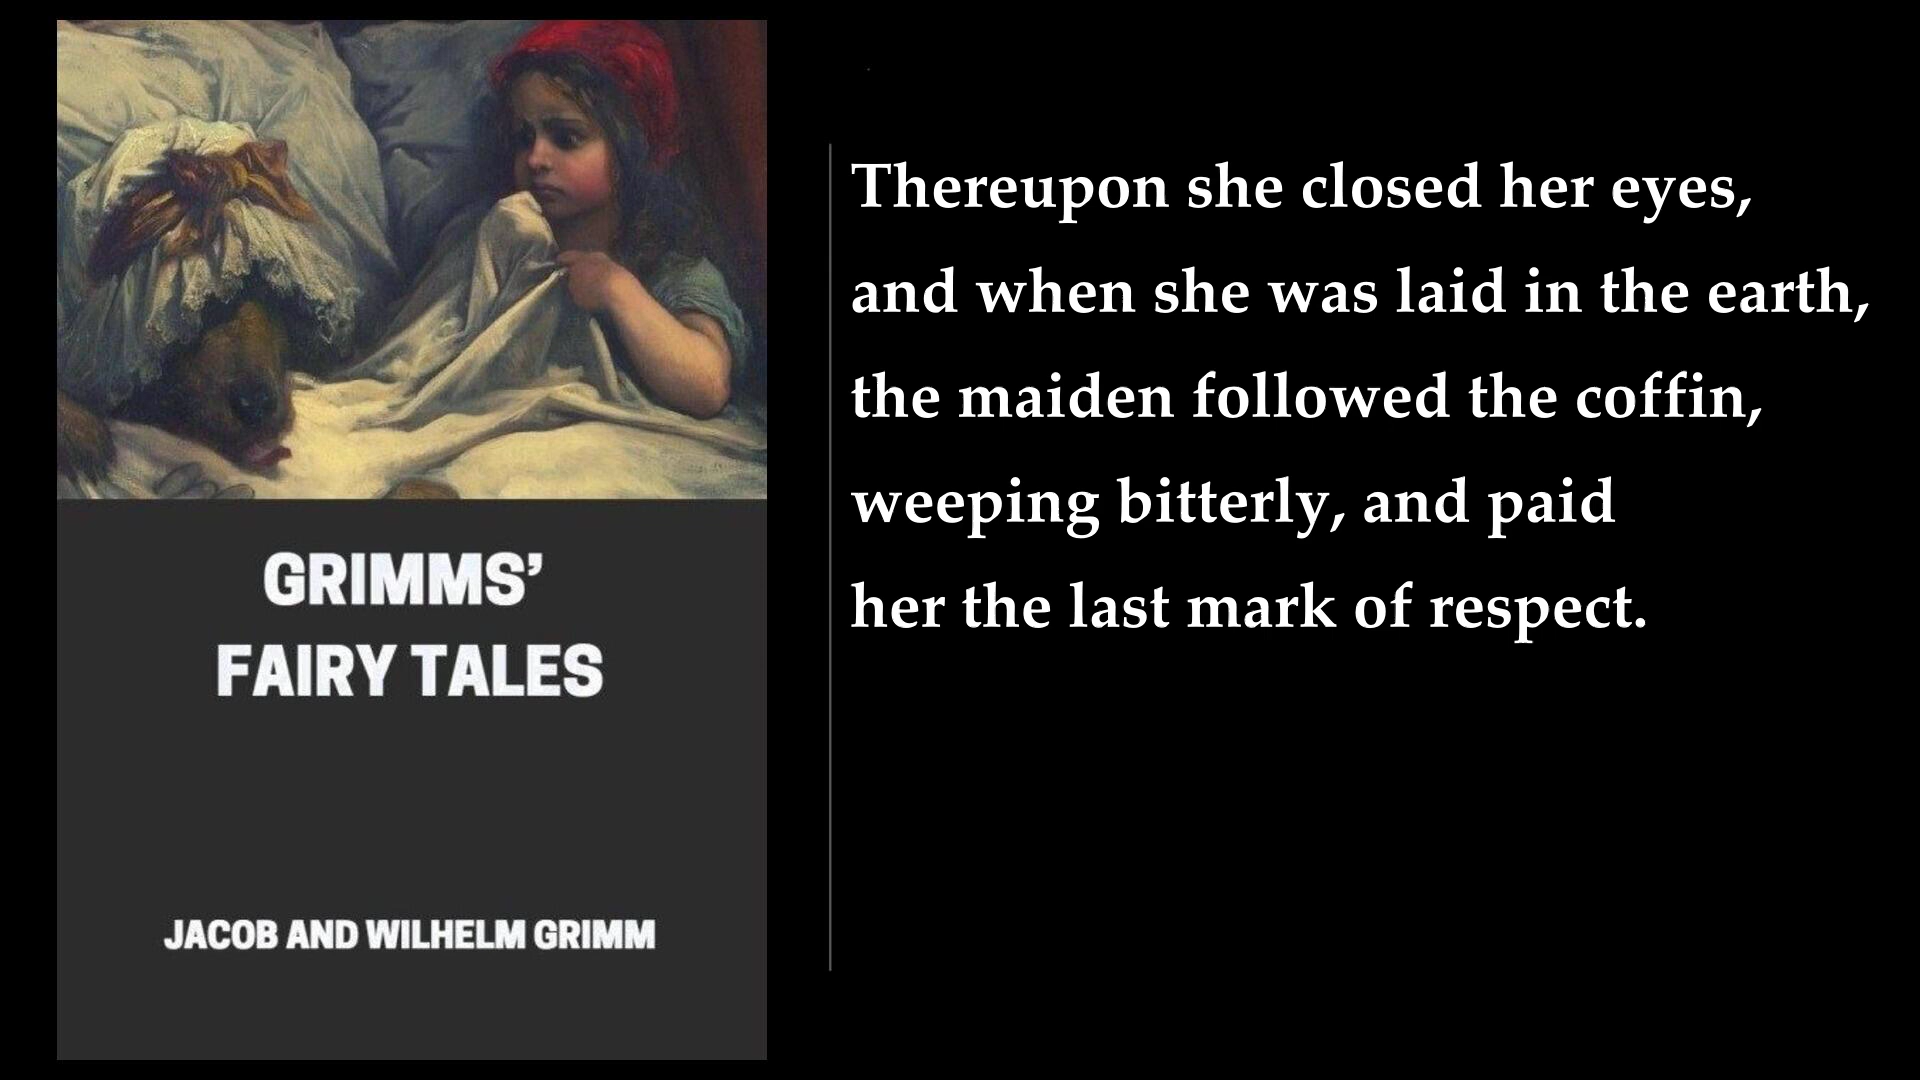 GRIMMS’
FAIRY TALES
JACOB AND WILHELM GRIMM
Thereupon she closed her eyes,
and when she was laid in the earth,
the maiden followed the coffin,
weeping bitterly, and paid
her the last mark of respect.